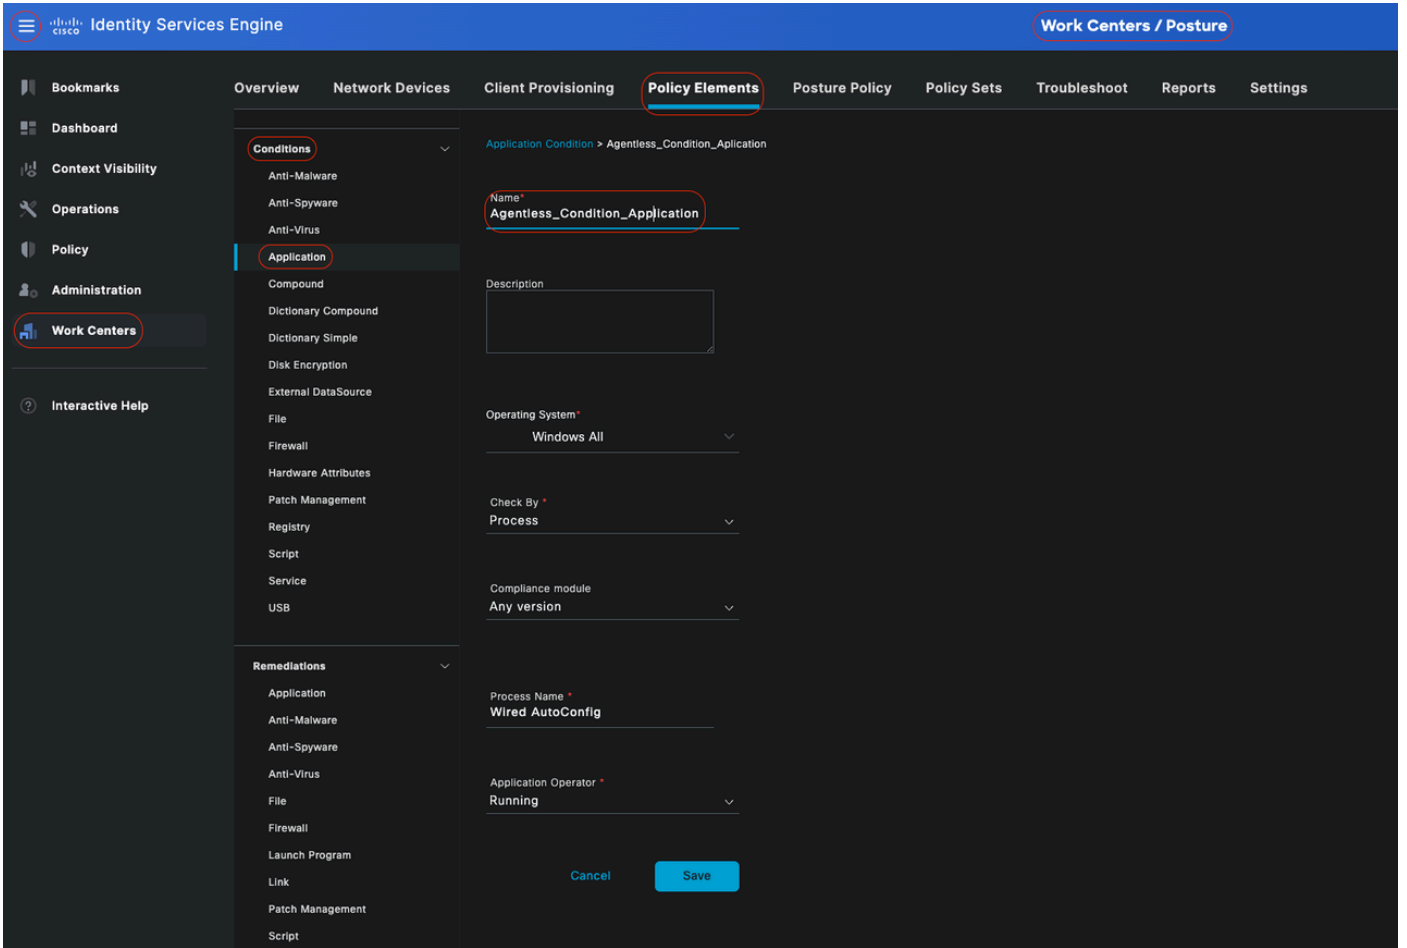 CISCO Identity Services Engine
Work Centers / Posture
Bookmarks
Dashboard
Context Visibility
Operations
Policy
Administration
Work Centers
? Interactive Help
Overview
Network Devices
Client Provisioning
Policy Elements
Posture Policy
Policy Sets
Troubleshoot
Reports
Settings
Conditions
Anti-Malware
Anti-Spyware
Anti-Virus
Application
Compound
Dictionary Compound
Dictionary Simple
Disk Encryption
External DataSource
File
Firewall
Hardware Attributes
Patch Management
Registry
Script
Service
USB
Remediations
Application
Anti-Malware
Anti-Spyware
Anti-Virus
File
Firewall
Launch Program
Link
Patch Management
Script
Application Condition > Agentless_Condition_Aplication
Name*
Agentless_Condition_Application
Description
Operating System*
Windows All
Check By *
Process
Compliance module
Any version
Process Name *
Wired AutoConfig
Application Operator *
Running
Cancel
Save